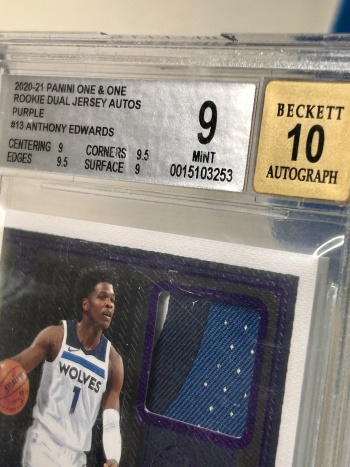 2020-21 PANINI ONE & ONE
ROOKIE DUAL JERSEY AUTOS
PURPLE
#13 ANTHONY EDWARDS
CENTERING 9 CORNERS 9.5
EDGES 9.5 SURFACE 9
9
MINT
0015103253
BECKETT
10
AUTOGRAPH
WOLVES
1